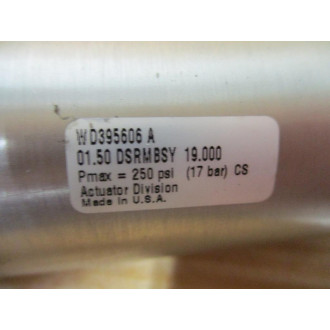 WD395606 A
01.50 DSRMBSY 19.000
Pmax = 250 psi (17 bar) CS
Actuator Division
Made In U.S.A.